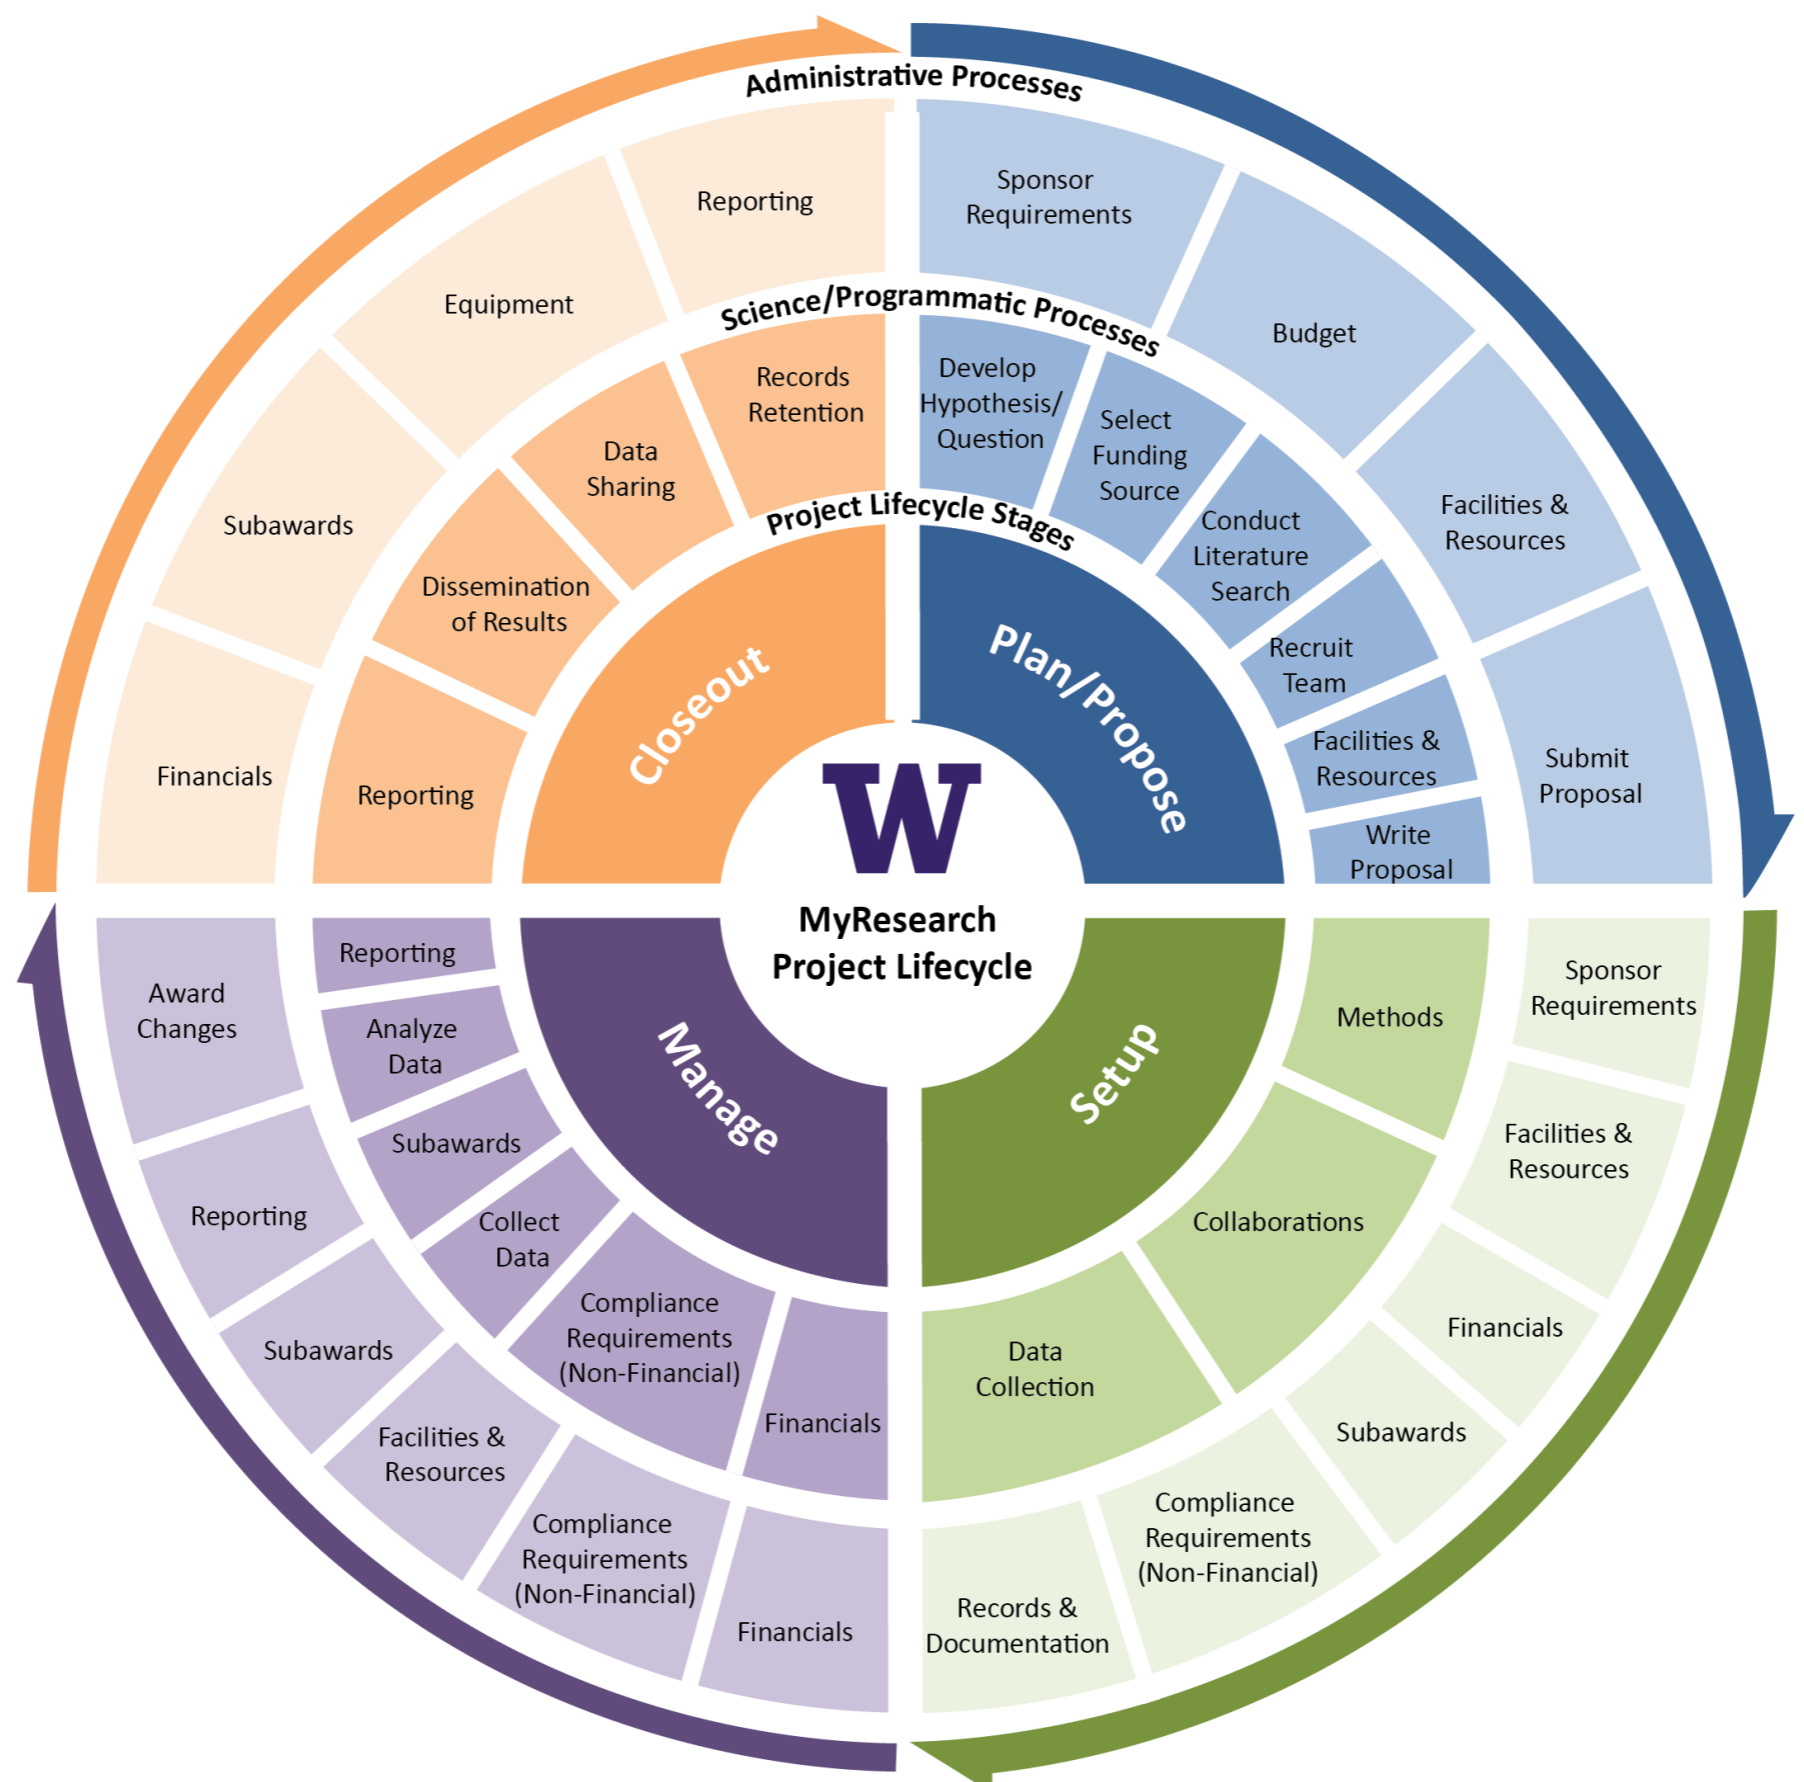 Administrative Processes
Sponsor
Requirements
Budget
Facilities &
Resources
Submit
Proposal
Sponsor
Requirements
Facilities &
Resources
Financials
Subawards
Compliance
Requirements
(Non-Financial)
Records &
Documentation
Financials
Compliance
Requirements
(Non-Financial)
Facilities &
Resources
Subawards
Reporting
Award
Changes
Financials
Subawards
Equipment
Reporting
Science/Programmatic Processes
Develop
Hypothesis/
Question
Select
Funding
Source
Conduct
Literature
Search
Recruit
Team
Facilities &
Resources
Write
Proposal
Methods
Collaborations
Data
Collection
Financials
Compliance
Requirements
(Non-Financial)
Collect
Data
Subawards
Analyze
Data
Reporting
Reporting
Dissemination
of Results
Data
Sharing
Records
Retention
Project Lifecycle Stages
Plan/Propose
Setup
Manage
Closeout
W
MyResearch
Project Lifecycle